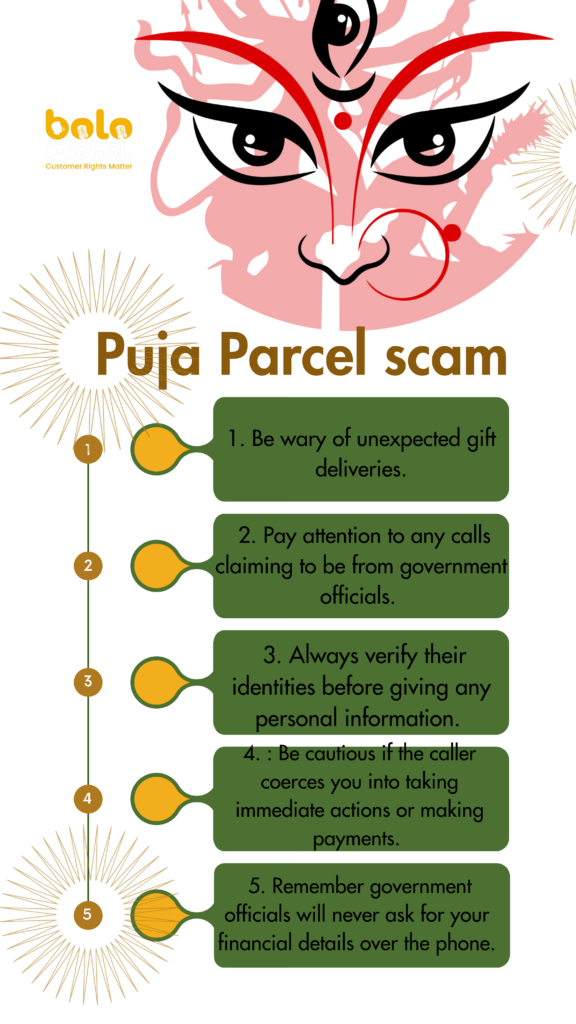 bolo
Customer Rights Matter
Puja Parcel scam
1
1. Be wary of unexpected gift
deliveries.
2
2. Pay attention to any calls
claiming to be from government
officials.
3
3. Always verify their
identities before giving any
personal information.
4
4. : Be cautious if the caller
coerces you into taking
immediate actions or making
payments.
5
5. Remember government
officials will never ask for your
financial details over the phone.